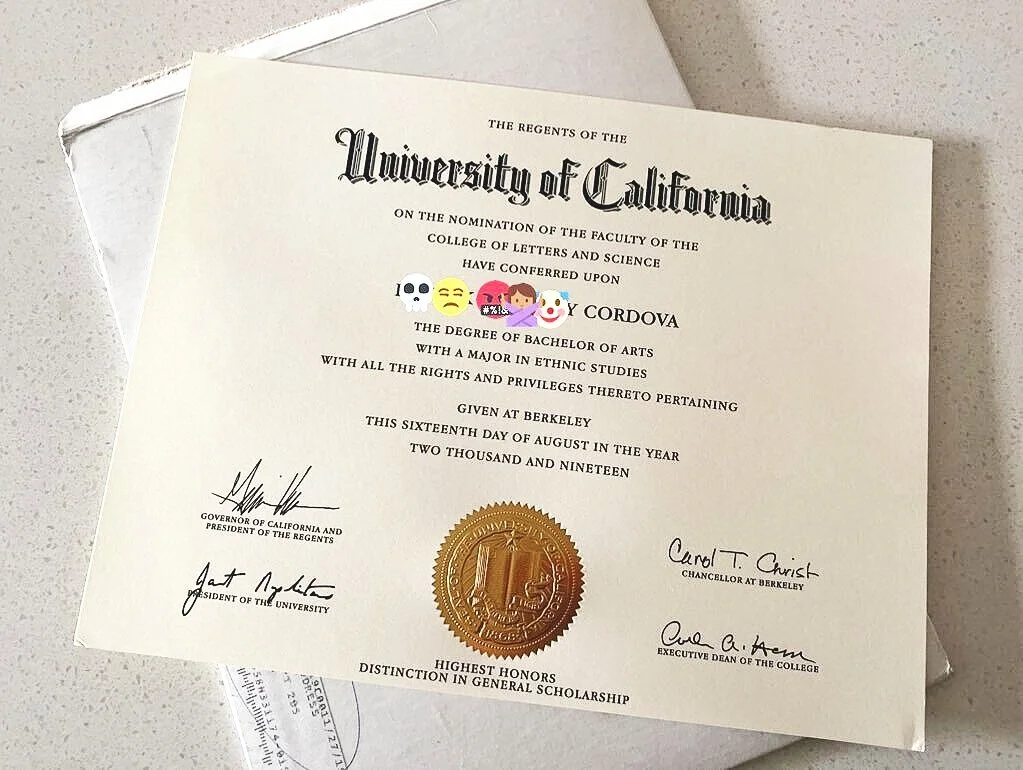 THE REGENTS OF THE
University of California
ON THE NOMINATION OF THE FACULTY OF THE
COLLEGE OF LETTERS AND SCIENCE
HAVE CONFERRED UPON
CORDOVA
THE DEGREE OF BACHELOR OF ARTS
WITH A MAJOR IN ETHNIC STUDIES
WITH ALL THE RIGHTS AND PRIVILEGES THERETO PERTAINING
GIVEN AT BERKELEY
THIS SIXTEENTH DAY OF AUGUST IN THE YEAR
TWO THOUSAND AND NINETEEN
GOVERNOR OF CALIFORNIA AND
PRESIDENT OF THE REGENTS
PRESIDENT OF THE UNIVERSITY
Carol T. Christ
CHANCELLOR AT BERKELEY
EXECUTIVE DEAN OF THE COLLEGE
1868
HIGHEST HONORS
DISTINCTION IN GENERAL SCHOLARSHIP